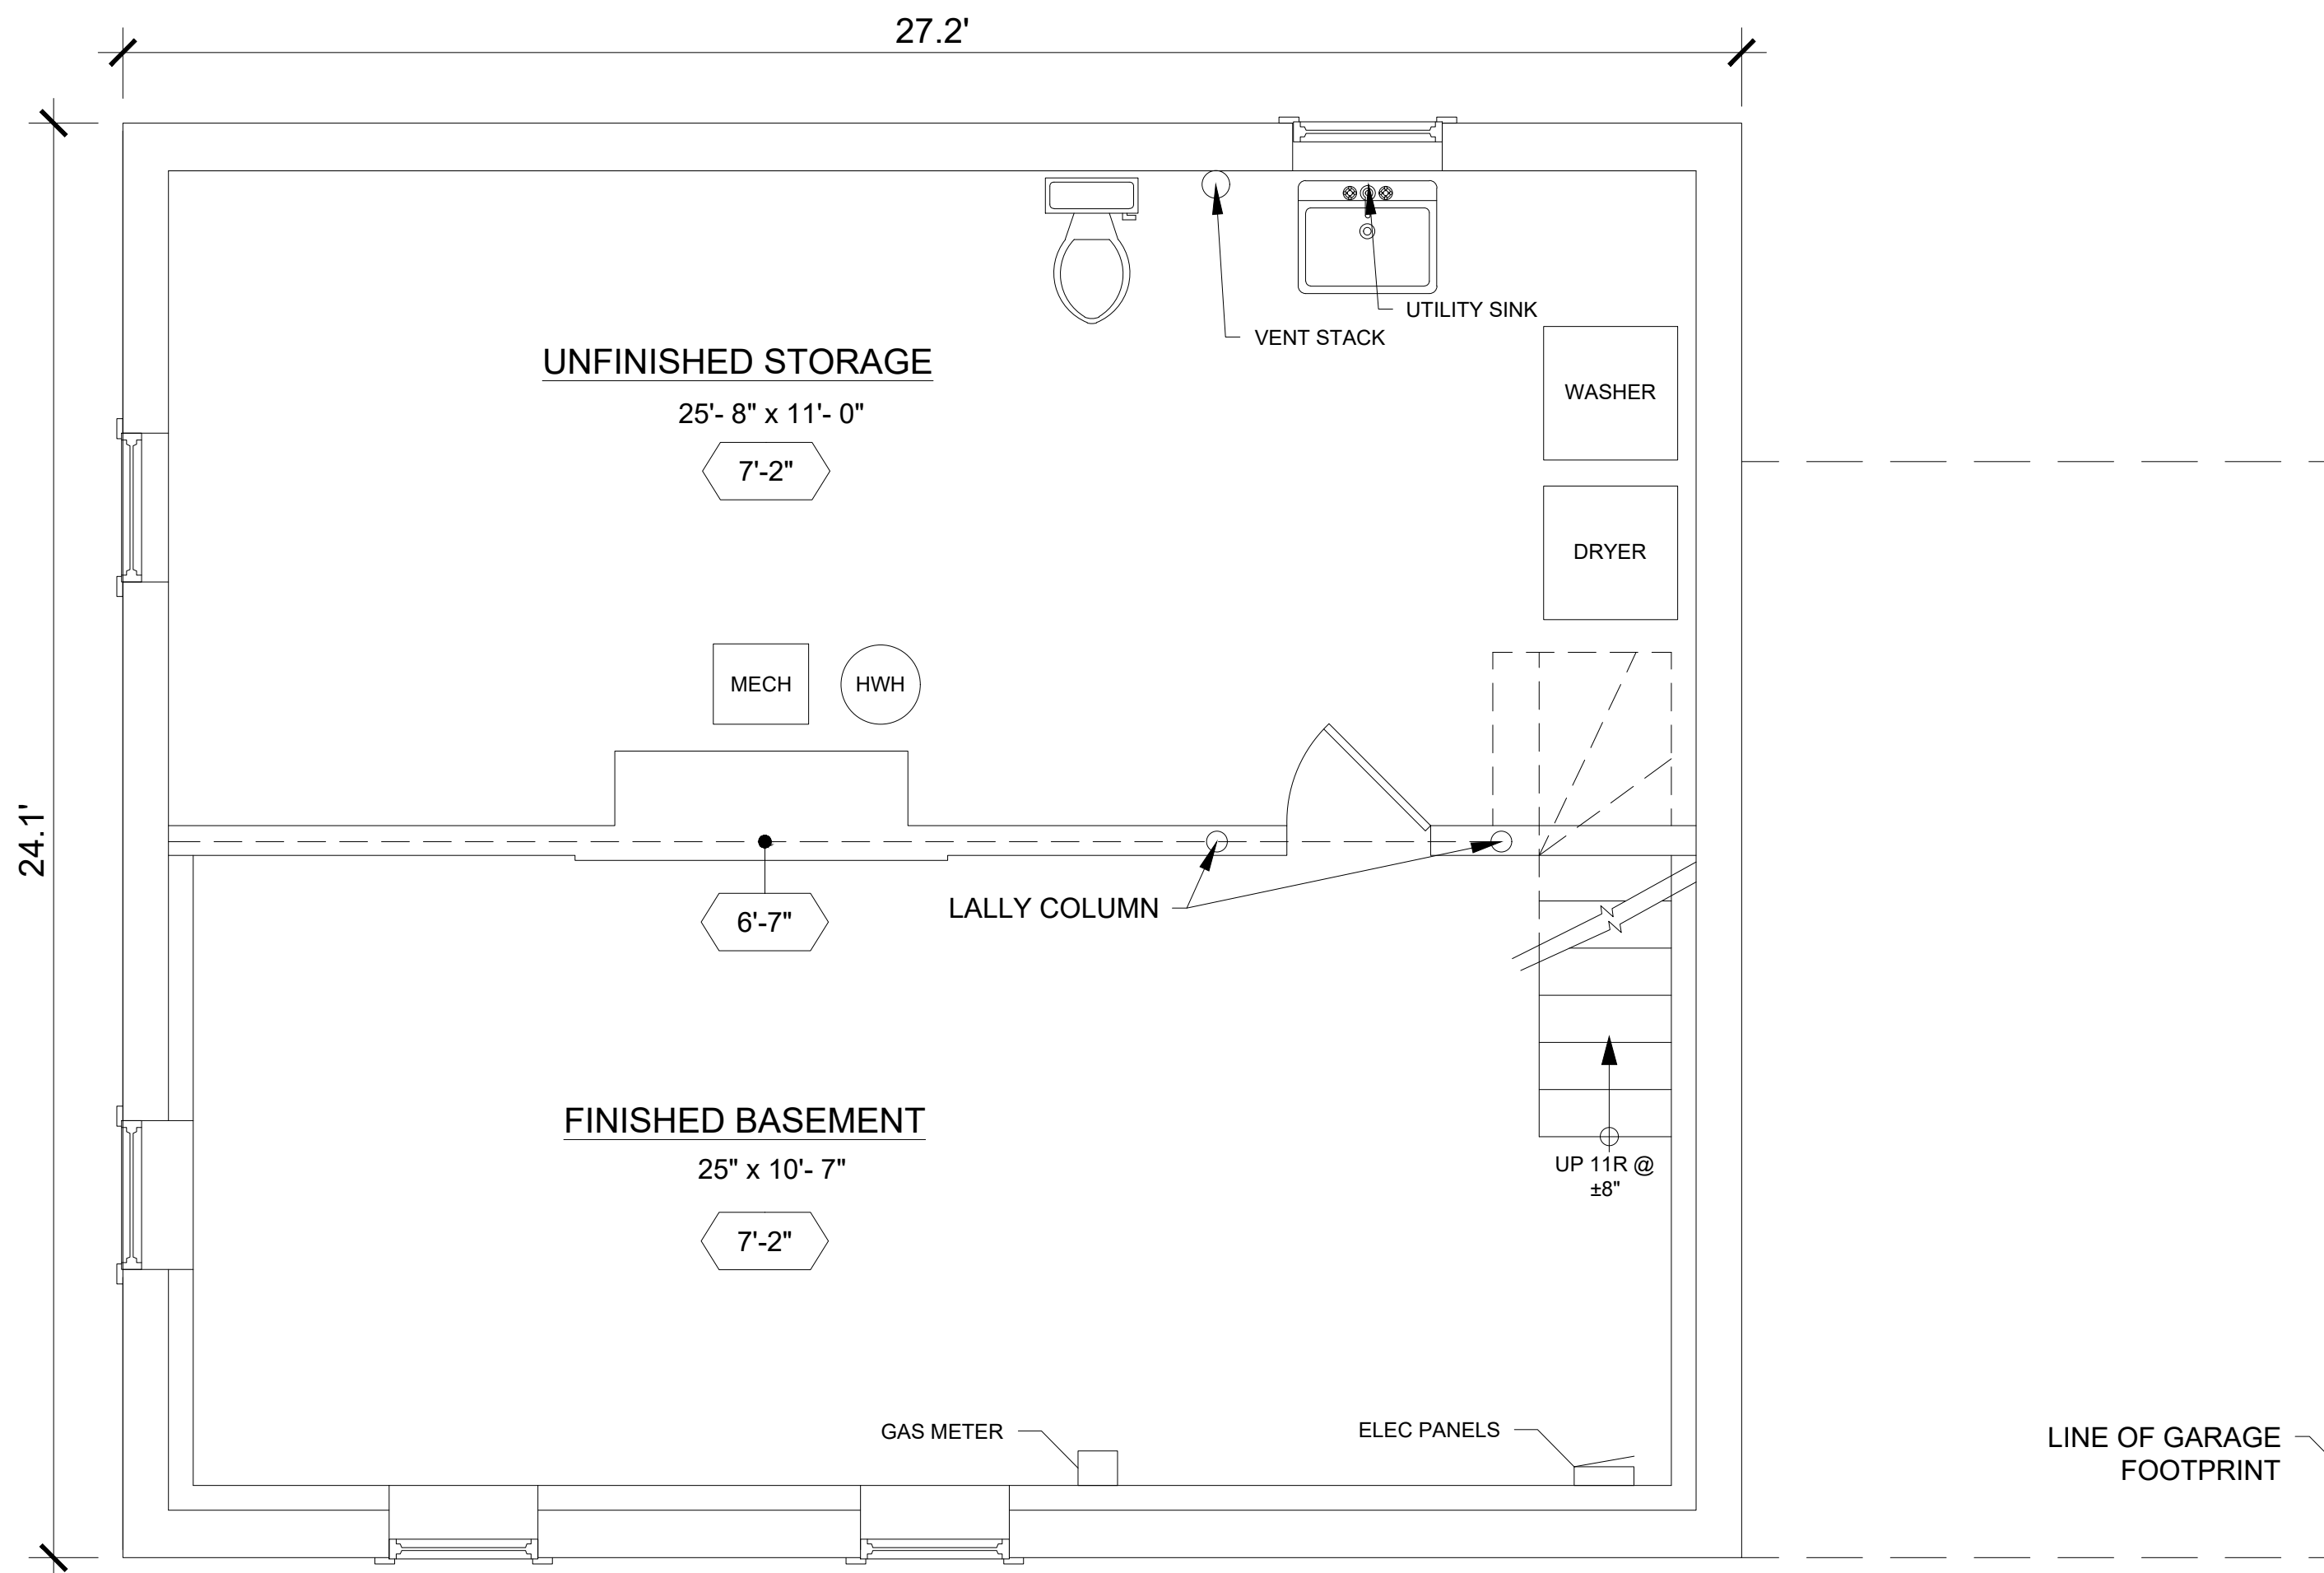 27.2'
UTILITY SINK
VENT STACK
UNFINISHED STORAGE
25'- 8" x 11'- 0"
7'-2"
WASHER
DRYER
MECH
HWH
24.1'
LALLY COLUMN
6'-7"
FINISHED BASEMENT
25" x 10'- 7"
7'-2"
UP 11R @
±8"
GAS METER
ELEC PANELS
LINE OF GARAGE
FOOTPRINT